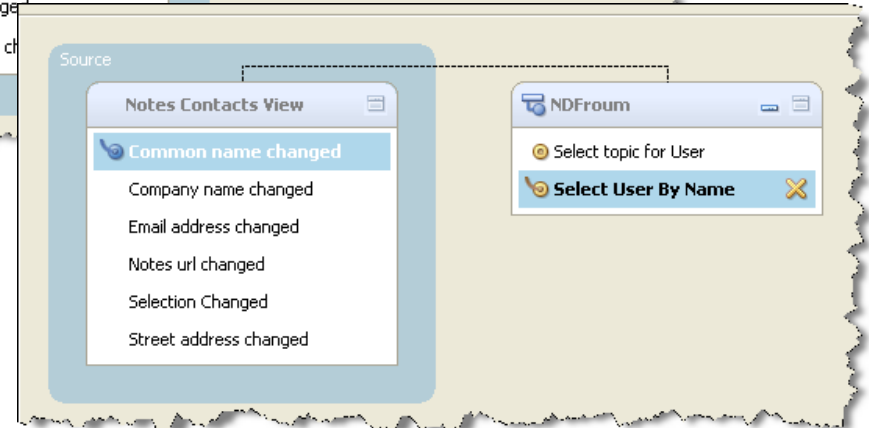 Source
Notes Contacts View
Common name changed
Company name changed
Email address changed
Notes url changed
Selection Changed
Street address changed
NDFroum
Select topic for User
Select User By Name